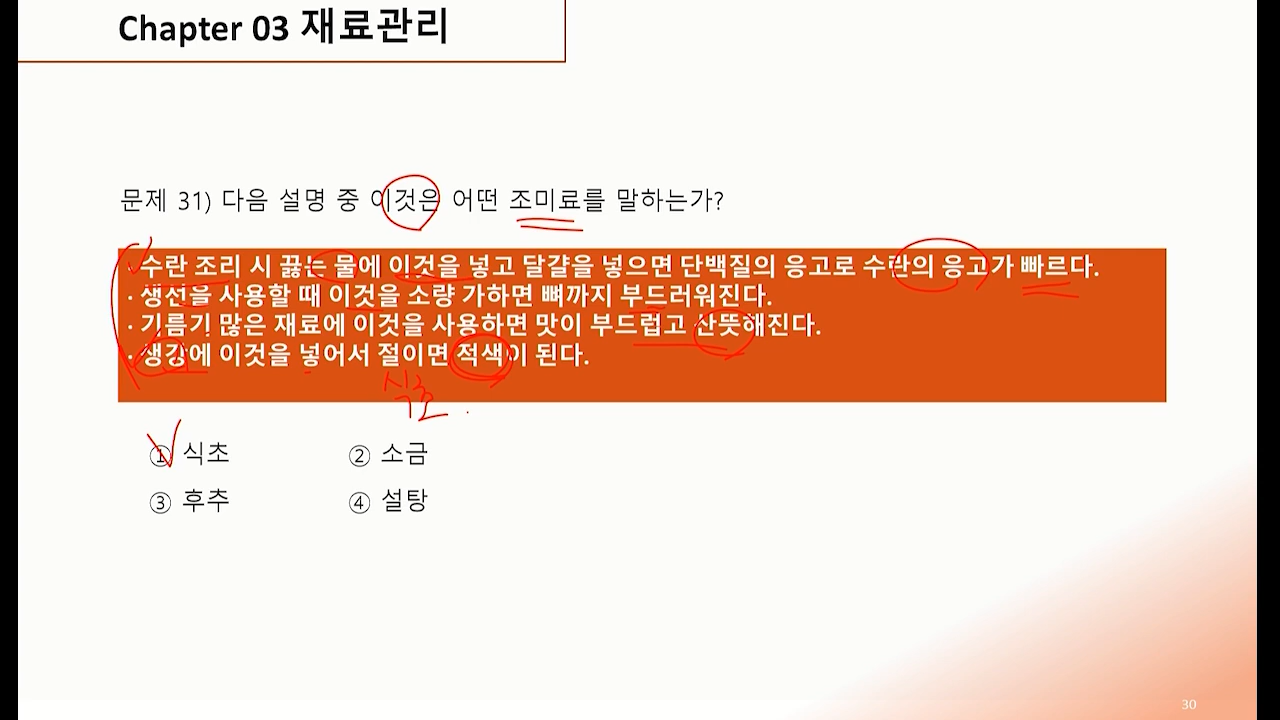 Chapter 03 재료관리
문제 31) 다음 설명 중 이것은 어떤 조미료를 말하는가?
· 수란 조리 시 끓는 물에 이것을 넣고 달걀을 넣으면 단백질의 응고로 수란의 응고가 빠르다.
· 생선을 사용할 때 이것을 소량 가하면 뼈까지 부드러워진다.
· 기름기 많은 재료에 이것을 사용하면 맛이 부드럽고 산뜻해진다.
· 생강에 이것을 넣어서 절이면 적색이 된다.
식초
① 식초 ② 소금
③ 후추 ④ 설탕
30